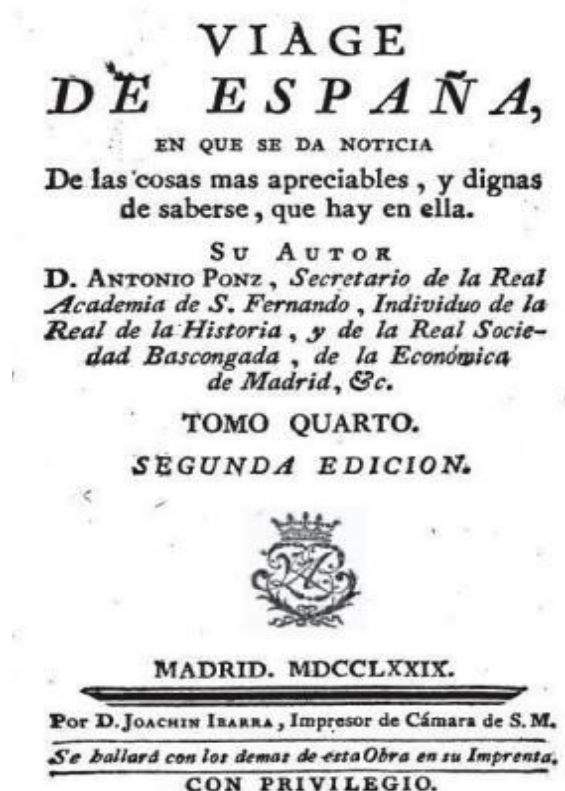 VIAGE
DE ESPAÑA,
EN QUE SE DA NOTICIA
De las cosas mas apreciables, y dignas
de saberse, que hay en ella.
SU AUTOR
D. ANTONIO PONZ, Secretario de la Real
Academia de S. Fernando, Individuo de la
Real de la Historia, y de la Real Socie-
dad Bascongada, de la Económica
de Madrid, &c.
TOMO QUARTO.
SEGUNDA EDICION.
MADRID. MDCCLXXIX.
Por D. JOACHIN IBARRA, Impresor de Cámara de S. M.
Se hallará con los demas de esta Obra en su Imprenta.
CON PRIVILEGIO.